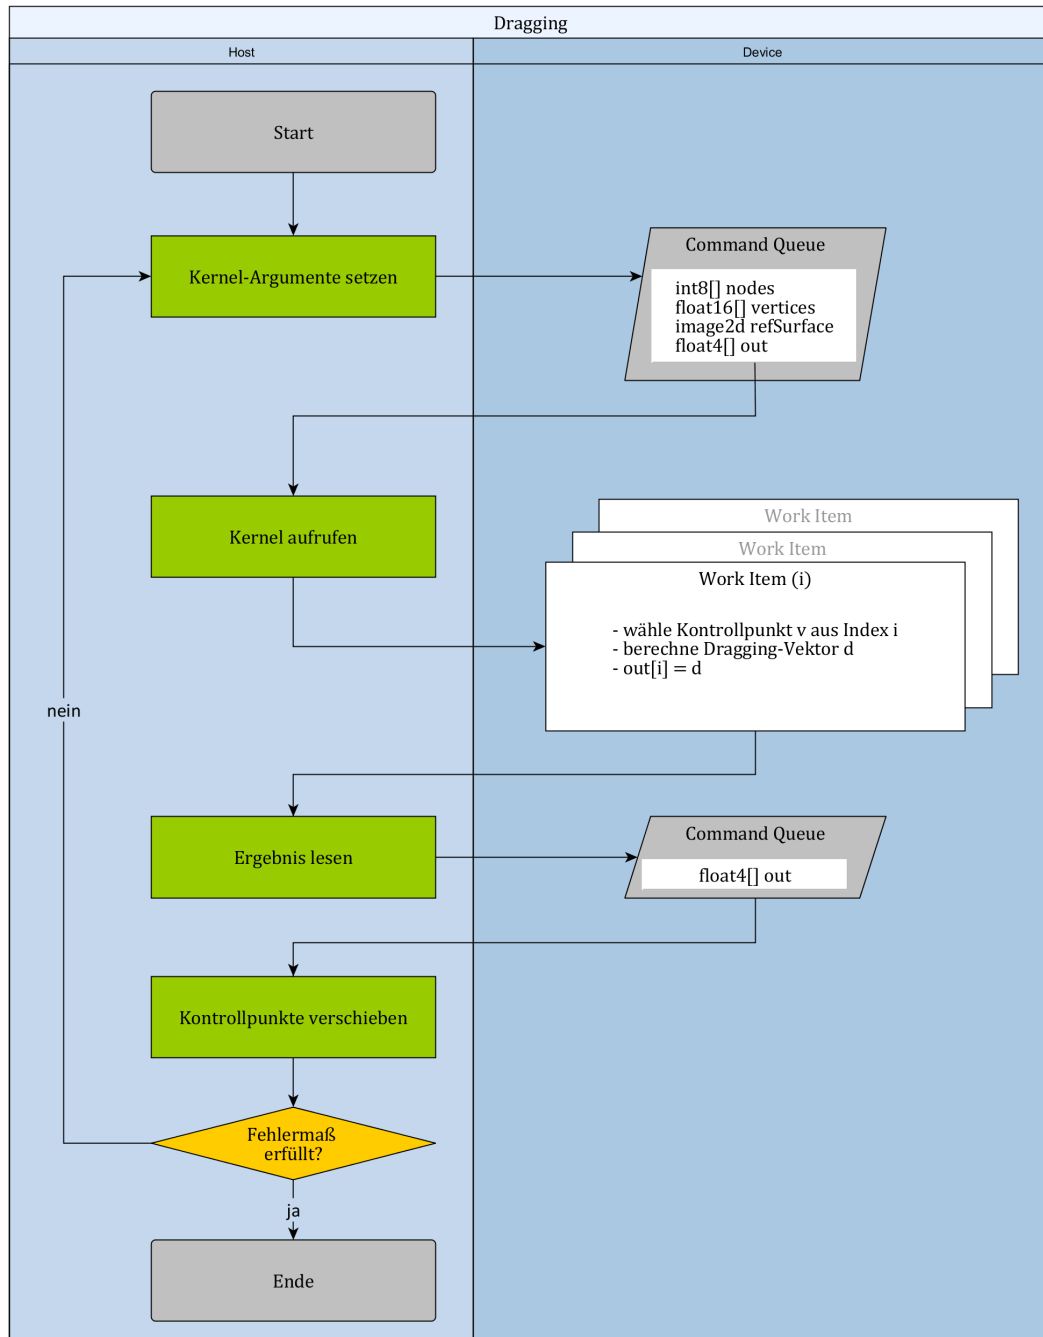 Dragging
Host
Device
Start
Kernel-Argumente setzen
Command Queue
int8[] nodes
float16[] vertices
image2d refSurface
float4[] out
Kernel aufrufen
Work Item
Work Item
Work Item (i)
- wähle Kontrollpunkt v aus Index i
- berechne Dragging-Vektor d
- out[i] = d
nein
Ergebnis lesen
Command Queue
float4[] out
Kontrollpunkte verschieben
Fehlermaß
erfüllt?
ja
Ende